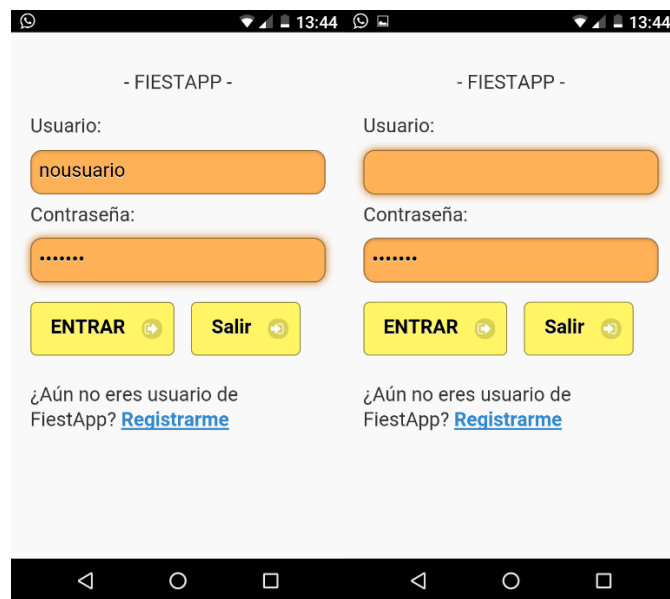 13:44
- FIESTAPP -
Usuario:
nousuario
Contraseña:
•••••••
ENTRAR
Salir
¿Aún no eres usuario de
FiestApp? Registrarme
13:44
- FIESTAPP -
Usuario:
Contraseña:
•••••••
ENTRAR
Salir
¿Aún no eres usuario de
FiestApp? Registrarme